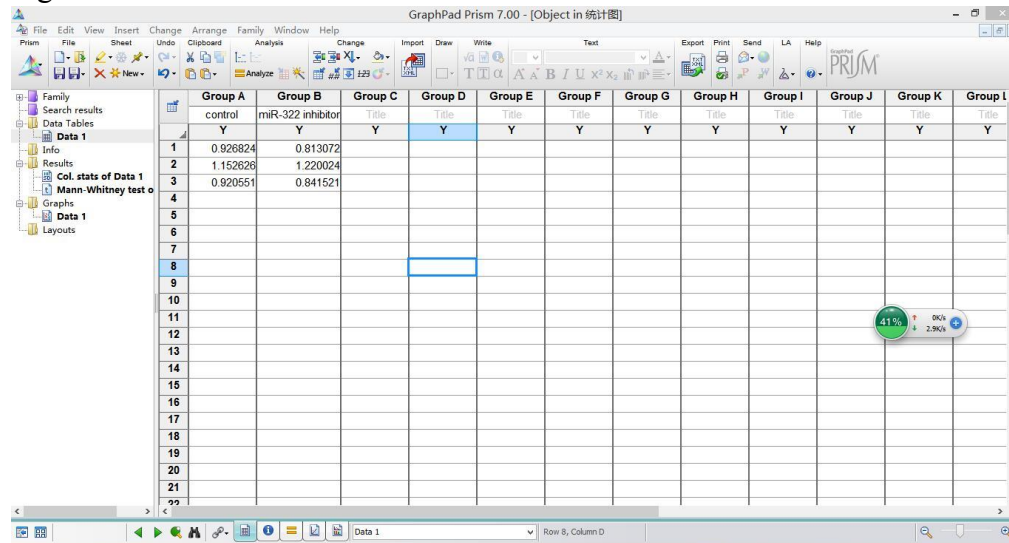 GraphPad Prism 7.00 - [Object in 统计图]
File Edit View Insert Change Arrange Family Window Help
Prism File Sheet Undo Clipboard Analysis Change Import Draw Write Text Export Print Send LA Help
New Analyze 123 T T α A A B I U X² X₂ A GraphPad PRISM
Family
Search results
Data Tables
Data 1
Info
Results
Col. stats of Data 1
Mann-Whitney test o
Graphs
Data 1
Layouts
Group A Group B Group C Group D Group E Group F Group G Group H Group I Group J Group K Group L
control miR-322 inhibitor Title Title Title Title Title Title Title Title Title Title
Y Y Y Y Y Y Y Y Y Y Y Y
1 0.926824 0.813072
2 1.152626 1.220024
3 0.920551 0.841521
4
5
6
7
8
9
10
11
12
13
14
15
16
17
18
19
20
21
22
41% 0K/s
2.9K/s
Data 1 Row 8, Column D